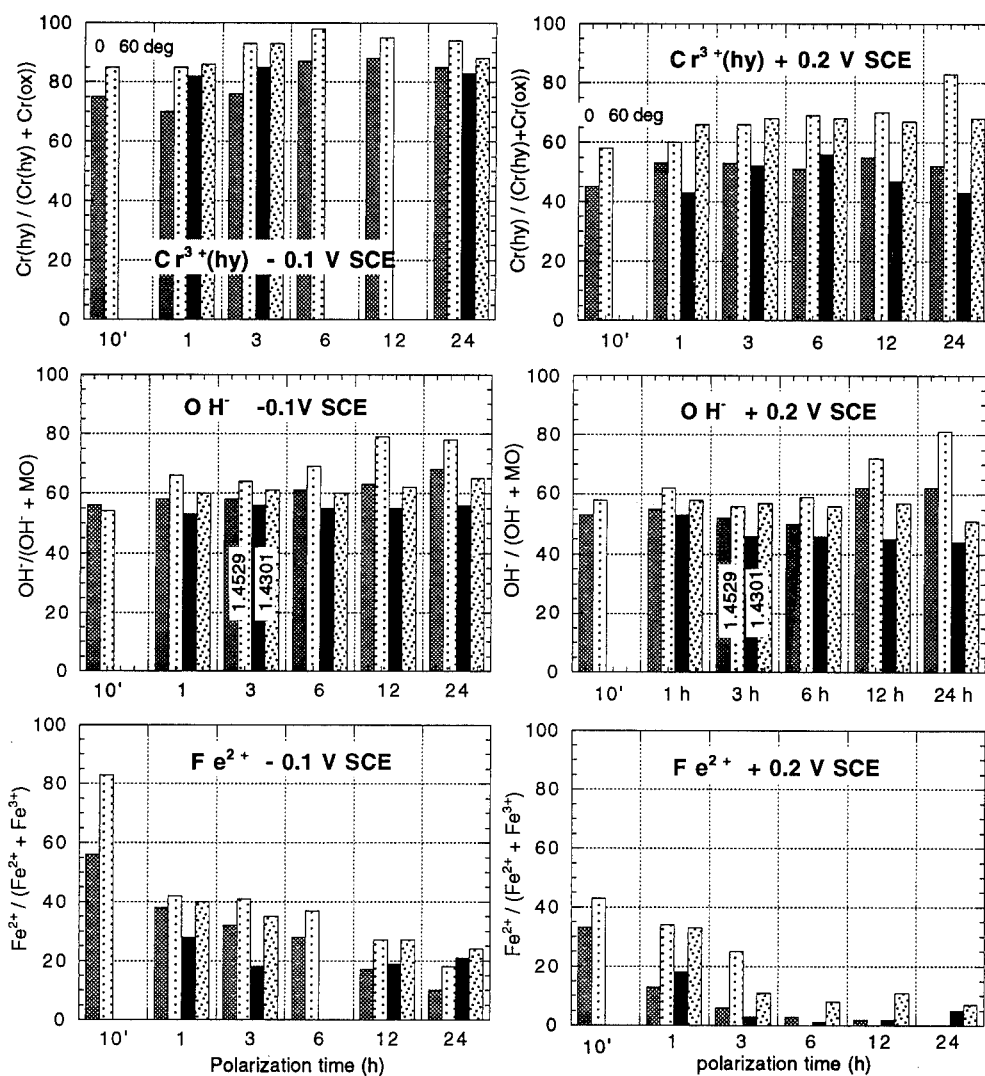 100
80
60
40
20
0
Cr(hy) / (Cr(hy) + Cr(ox))
0 60 deg
Cr³⁺(hy) - 0.1 V SCE
10' 1 3 6 12 24
100
80
60
40
20
0
Cr(hy) / (Cr(hy)+Cr(ox))
Cr³⁺(hy) + 0.2 V SCE
0 60 deg
10' 1 3 6 12 24
100
80
60
40
20
0
OH⁻/(OH⁻ + MO)
OH⁻ -0.1V SCE
1.4529
1.4301
10' 1 3 6 12 24
100
80
60
40
20
0
OH⁻ / (OH⁻ + MO)
OH⁻ + 0.2 V SCE
1.4529
1.4301
10' 1 h 3 h 6 h 12 h 24 h
100
80
60
40
20
0
Fe²⁺ / (Fe²⁺ + Fe³⁺)
Fe²⁺ - 0.1 V SCE
10' 1 3 6 12 24
Polarization time (h)
100
80
60
40
20
0
Fe²⁺ / (Fe²⁺ + Fe³⁺)
Fe²⁺ + 0.2 V SCE
10' 1 3 6 12 24
polarization time (h)